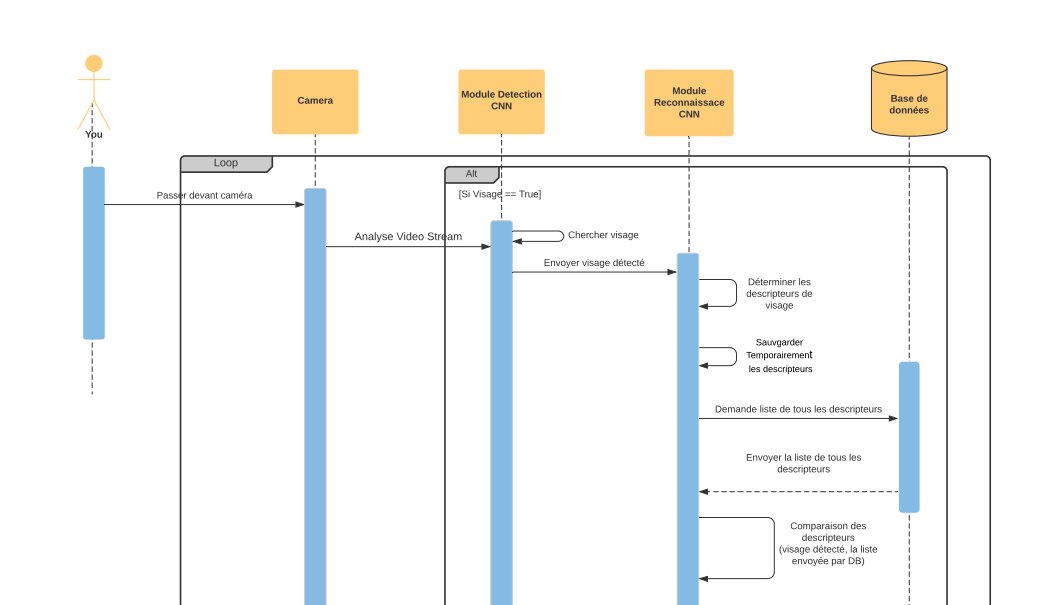 You
Camera
Module Detection
CNN
Module
Reconnaissace
CNN
Base de
données
Loop
Alt
[Si Visage == True]
Passer devant caméra
Analyse Video Stream
Chercher visage
Envoyer visage détecté
Déterminer les
descripteurs de
visage
Sauvgarder
Temporairement
les descripteurs
Demande liste de tous les descripteurs
Envoyer la liste de tous les
descripteurs
Comparaison des
descripteurs
(visage détecté, la liste
envoyée par DB)